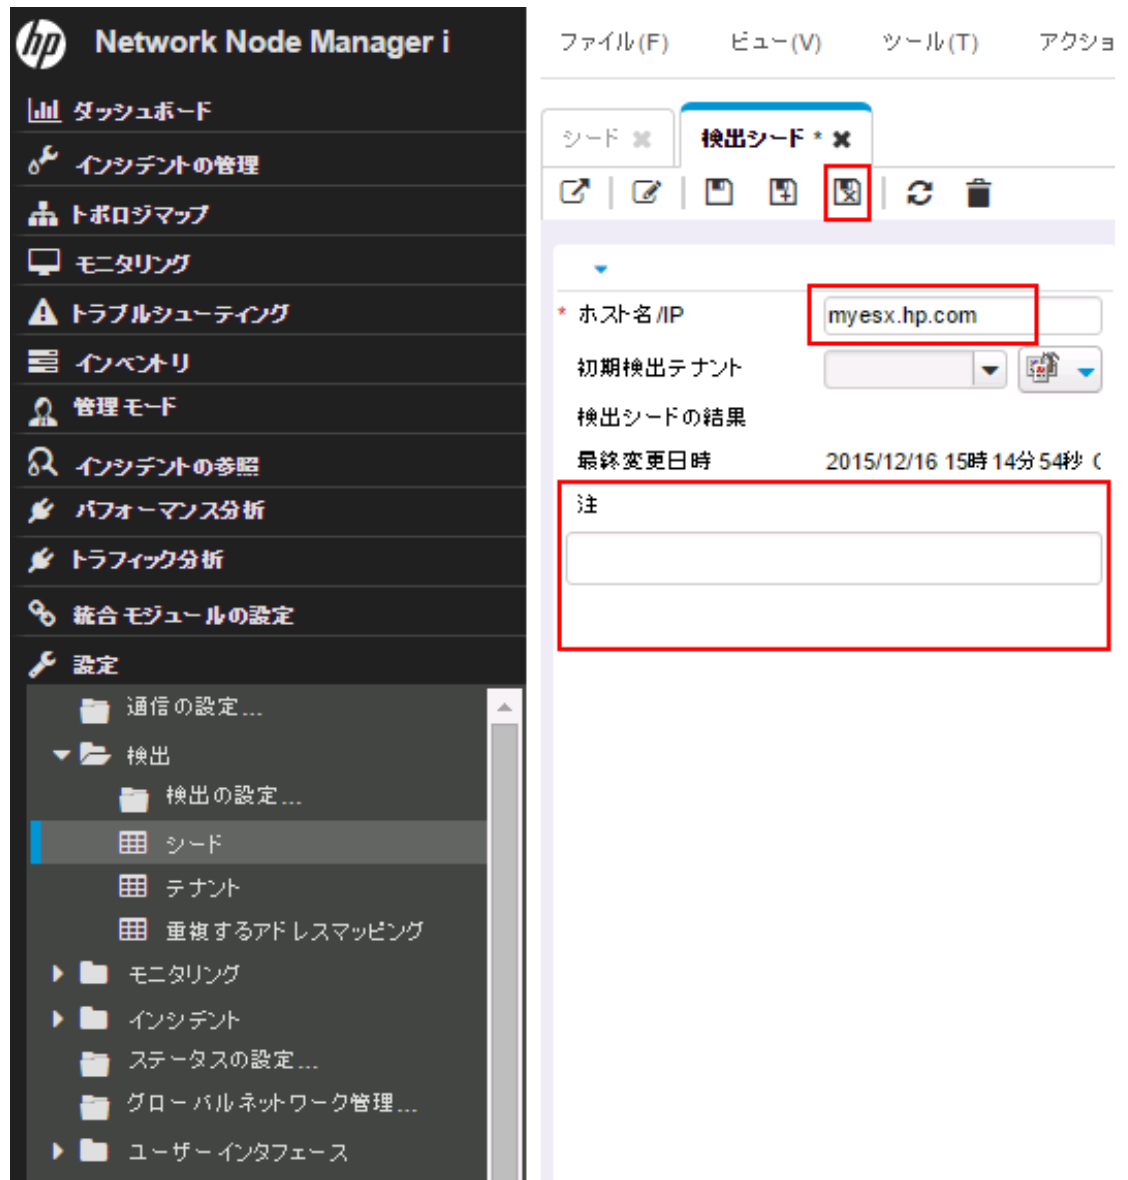 hp
Network Node Manager i
ダッシュボード
インシデントの管理
トポロジマップ
モニタリング
トラブルシューティング
インベントリ
管理モード
インシデントの参照
パフォーマンス分析
トラフィック分析
統合モジュールの設定
設定
通信の設定...
検出
検出の設定...
シード
テナント
重複するアドレスマッピング
モニタリング
インシデント
ステータスの設定...
グローバルネットワーク管理...
ユーザーインタフェース
ファイル(F) ビュー(V) ツール(T) アクショ
シード 検出シード *
* ホスト名/IP myesx.hp.com
初期検出テナント
検出シードの結果
最終変更日時 2015/12/16 15時14分54秒
注